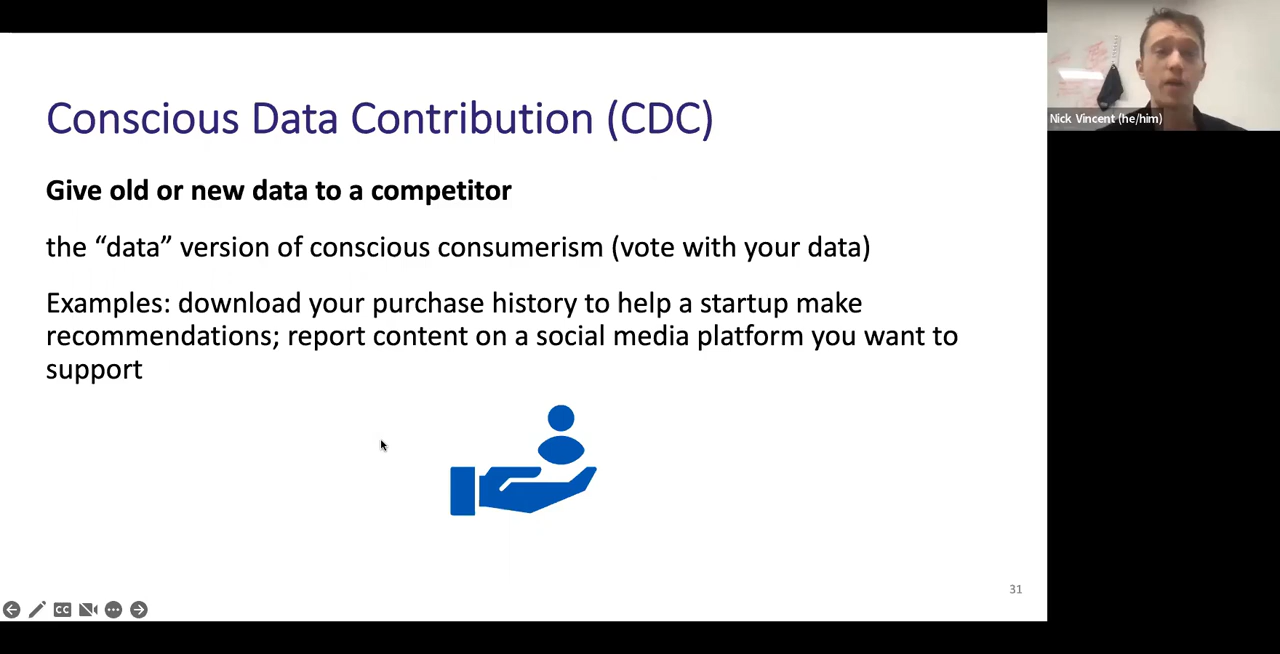 Conscious Data Contribution (CDC)
Give old or new data to a competitor
the “data” version of conscious consumerism (vote with your data)
Examples: download your purchase history to help a startup make
recommendations; report content on a social media platform you want to
support
31
CC
Nick Vincent (he/him)